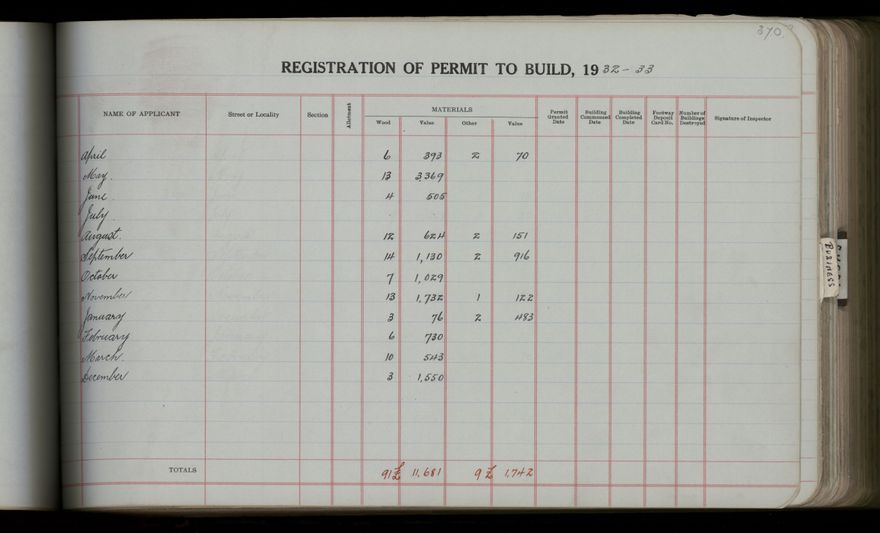 370
REGISTRATION OF PERMIT TO BUILD, 1932-33
NAME OF APPLICANT Street or Locality Section Allotment MATERIALS Wood Value Other Value Permit Granted Date Building Commenced Date Building Completed Date Footway Deposit Card No. Number of Buildings Destroyed Signature of Inspector
April 6 393 2 70
May. 13 3,369
June 4 505
July.
August. 12 624 2 151
September 14 1,130 2 916
October 7 1,029
November 13 1,732 1 122
January 3 76 2 483
February 6 730
March. 10 543
December 3 1,550
TOTALS 91 £ 11,681 9 £ 1,742
BUSINESS